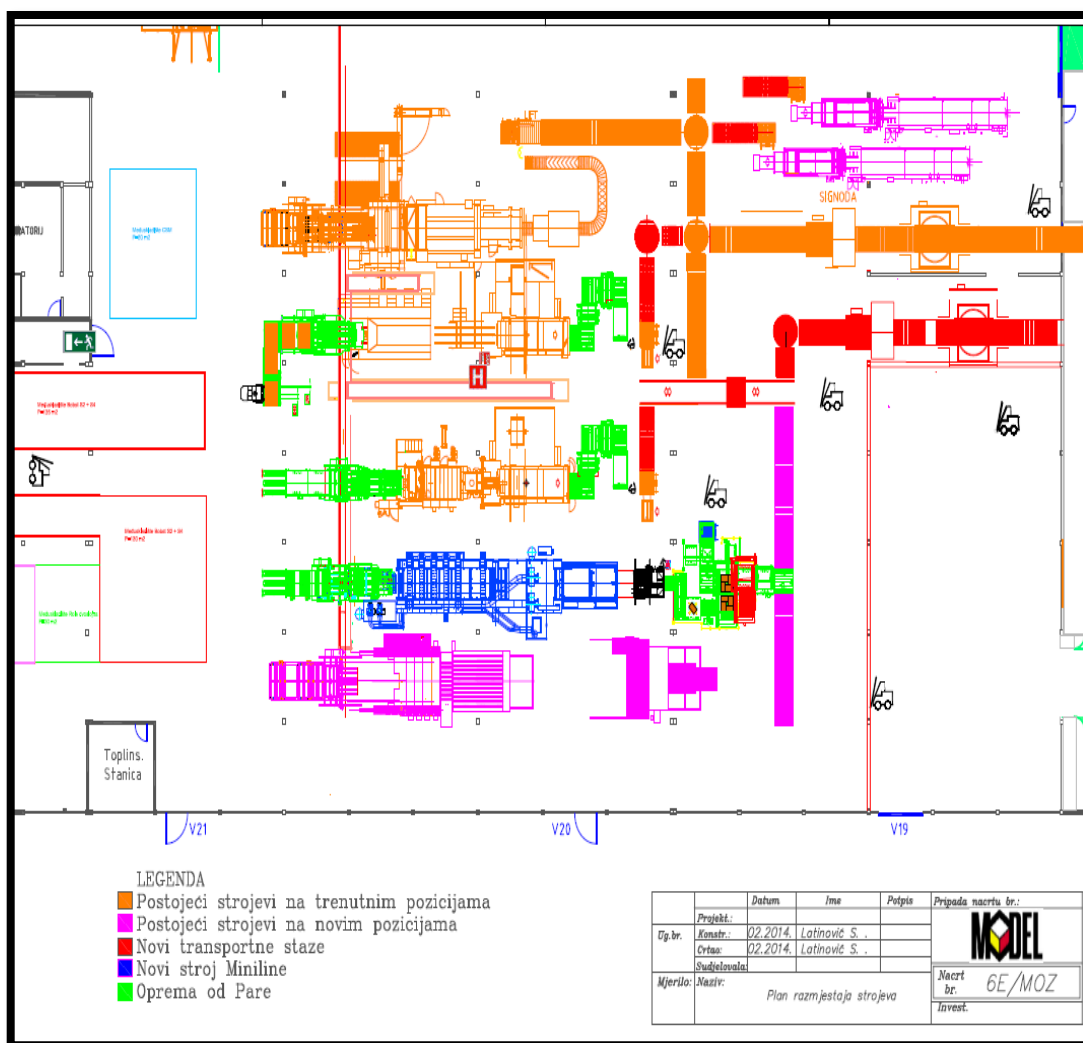 SIGNODA
H
Toplins.
Stanica
V21
V20
V19
LEGENDA
Postojeći strojevi na trenutnim pozicijama
Postojeći strojevi na novim pozicijama
Novi transportne staze
Novi stroj Miniline
Oprema od Pare
Datum Ime Potpis Pripada nacrtu br.:
Projekt.:
Ug.br. Konstr.: 02.2014. Latinović S. .
Crtao: 02.2014. Latinović S. .
Sudjelovala:
MODEL
Mjerilo: Naziv:
Plan razmjestaja strojeva
Nacrt br. 6E/MOZ
Invest.